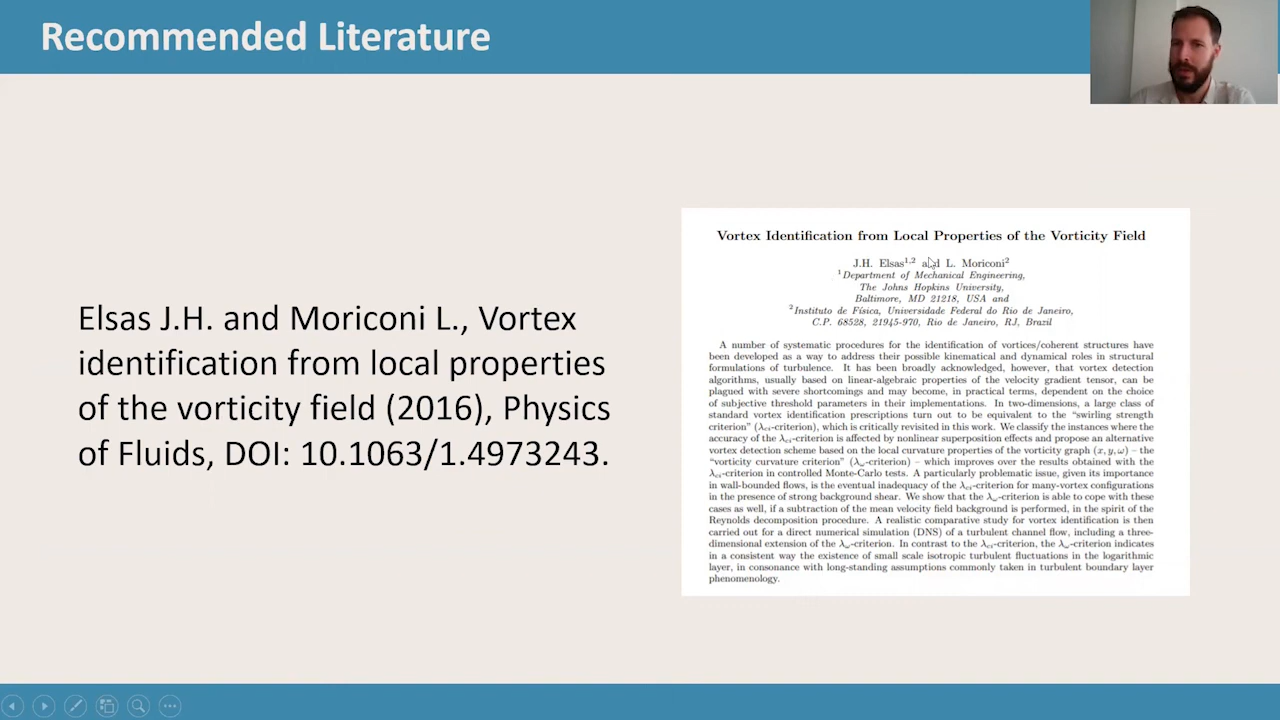 Recommended Literature
Elsas J.H. and Moriconi L., Vortex
identification from local properties
of the vorticity field (2016), Physics
of Fluids, DOI: 10.1063/1.4973243.
Vortex Identification from Local Properties of the Vorticity Field
J.H. Elsas¹,² and L. Moriconi²
¹Department of Mechanical Engineering,
The Johns Hopkins University,
Baltimore, MD 21218, USA and
²Instituto de Física, Universidade Federal do Rio de Janeiro,
C.P. 68528, 21945-970, Rio de Janeiro, RJ, Brazil
A number of systematic procedures for the identification of vortices/coherent structures have
been developed as a way to address their possible kinematical and dynamical roles in structural
formulations of turbulence. It has been broadly acknowledged, however, that vortex detection
algorithms, usually based on linear-algebraic properties of the velocity gradient tensor, can be
plagued with severe shortcomings and may become, in practical terms, dependent on the choice
of subjective threshold parameters in their implementations. In two-dimensions, a large class of
standard vortex identification prescriptions turn out to be equivalent to the “swirling strength
criterion” (λci-criterion), which is critically revisited in this work. We classify the instances where the
accuracy of the λci-criterion is affected by nonlinear superposition effects and propose an alternative
vortex detection scheme based on the local curvature properties of the vorticity graph (x, y, ω) – the
“vorticity curvature criterion” (λω-criterion) – which improves over the results obtained with the
λci-criterion in controlled Monte-Carlo tests. A particularly problematic issue, given its importance
in wall-bounded flows, is the eventual inadequacy of the λci-criterion for many-vortex configurations
in the presence of strong background shear. We show that the λω-criterion is able to cope with these
cases as well, if a subtraction of the mean velocity field background is performed, in the spirit of the
Reynolds decomposition procedure. A realistic comparative study for vortex identification is then
carried out for a direct numerical simulation (DNS) of a turbulent channel flow, including a three-
dimensional extension of the λω-criterion. In contrast to the λci-criterion, the λω-criterion indicates
in a consistent way the existence of small scale isotropic turbulent fluctuations in the logarithmic
layer, in consonance with long-standing assumptions commonly taken in turbulent boundary layer
phenomenology.